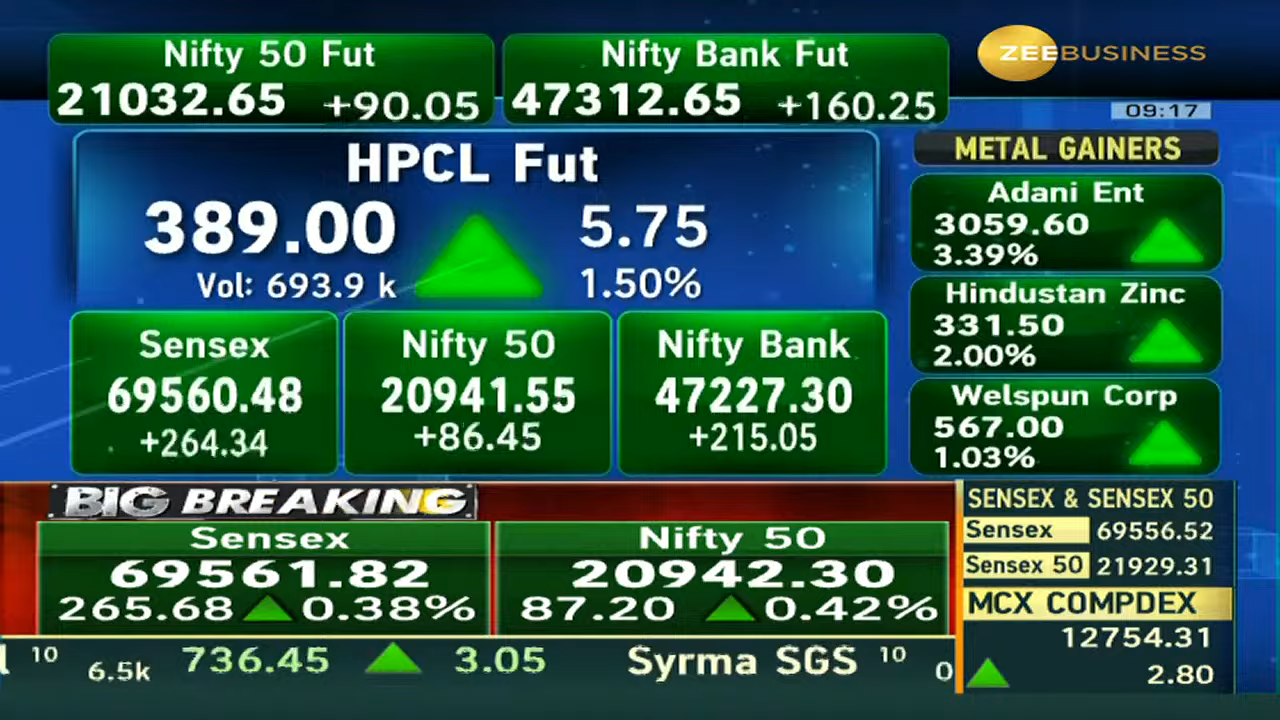 Nifty 50 Fut
21032.65 +90.05
Nifty Bank Fut
47312.65 +160.25
ZEEBUSINESS
09:17
HPCL Fut
389.00 5.75
Vol: 693.9 k 1.50%
METAL GAINERS
Adani Ent
3059.60
3.39%
Hindustan Zinc
331.50
2.00%
Welspun Corp
567.00
1.03%
Sensex
69560.48
+264.34
Nifty 50
20941.55
+86.45
Nifty Bank
47227.30
+215.05
BIG BREAKING
Sensex
69561.82
265.68 0.38%
Nifty 50
20942.30
87.20 0.42%
SENSEX & SENSEX 50
Sensex 69556.52
Sensex 50 21929.31
MCX COMPDEX
12754.31
2.80
10 6.5k 736.45 3.05 Syrma SGS 10 0